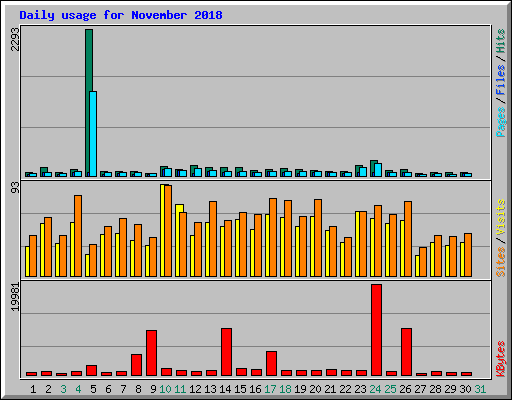 Daily usage for November 2018
2293
93
19981
Pages / Files / Hits
Sites / Visits
KBytes
1 2 3 4 5 6 7 8 9 10 11 12 13 14 15 16 17 18 19 20 21 22 23 24 25 26 27 28 29 30 31